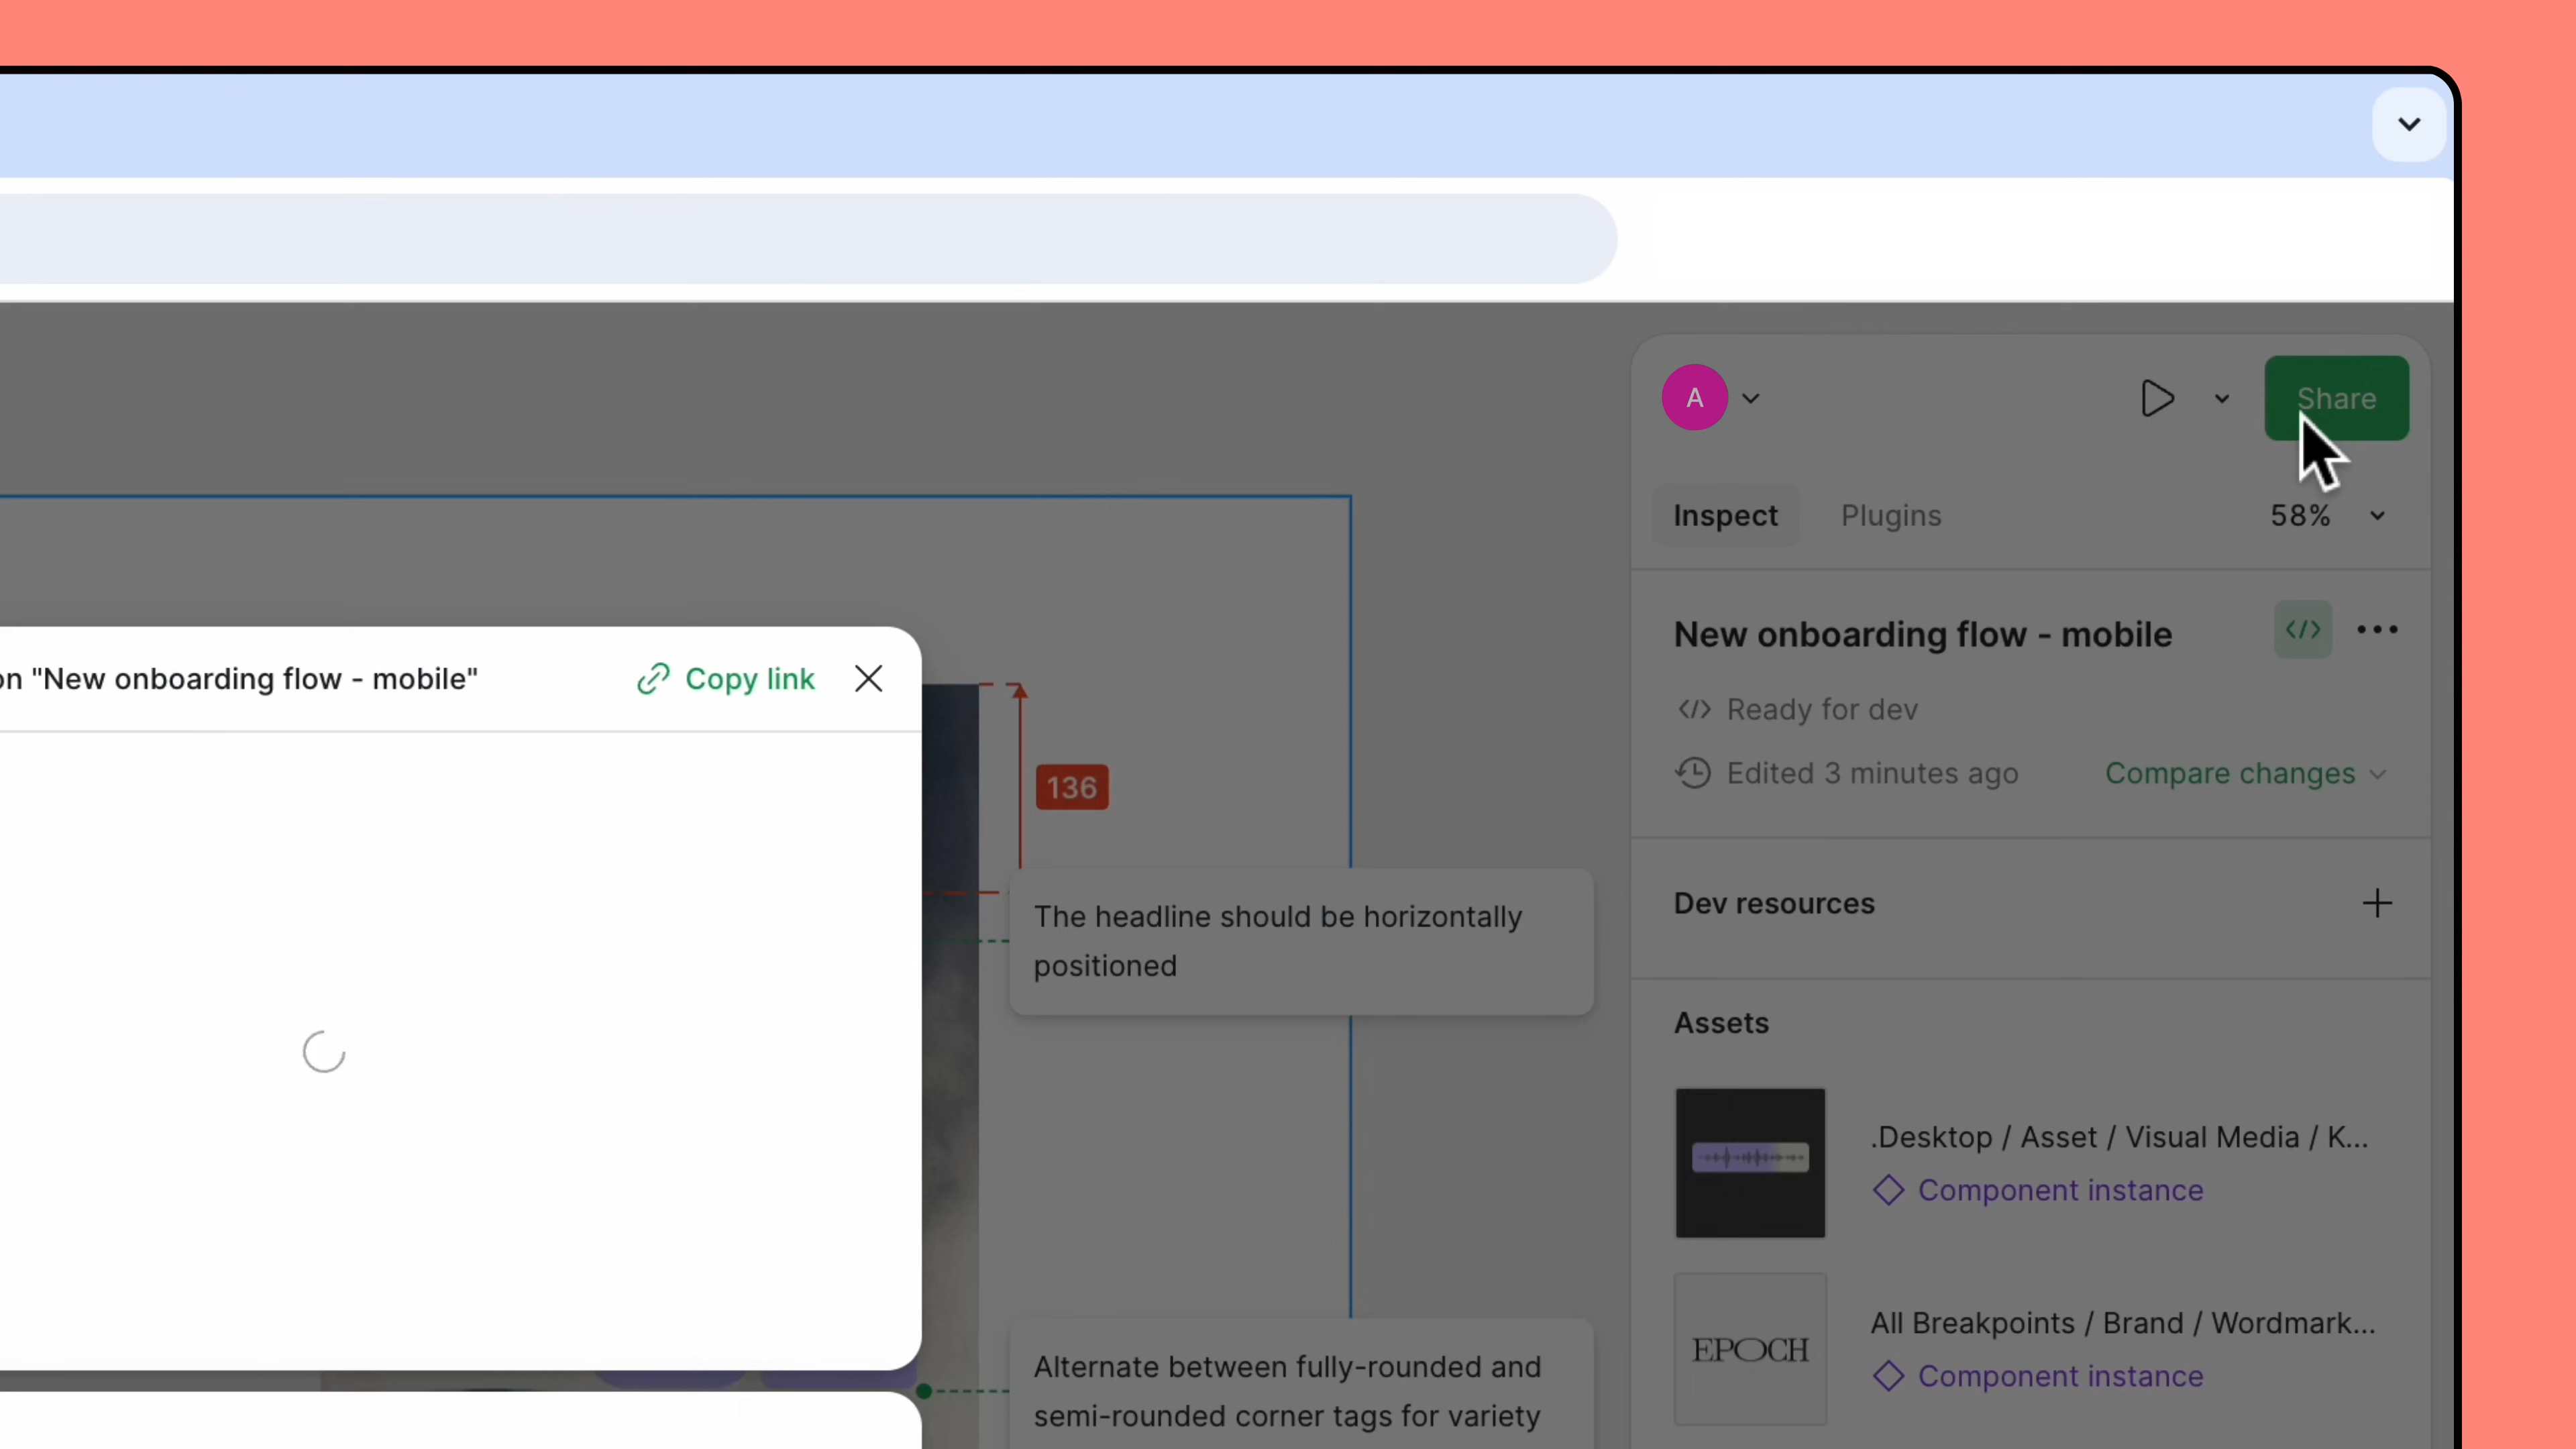 A
Share
Inspect Plugins 58%
New onboarding flow - mobile
Ready for dev
Edited 3 minutes ago Compare changes
Dev resources
Assets
.Desktop / Asset / Visual Media / K...
Component instance
EPOCH
All Breakpoints / Brand / Wordmark...
Component instance
on "New onboarding flow - mobile" Copy link
136
The headline should be horizontally
positioned
Alternate between fully-rounded and
semi-rounded corner tags for variety